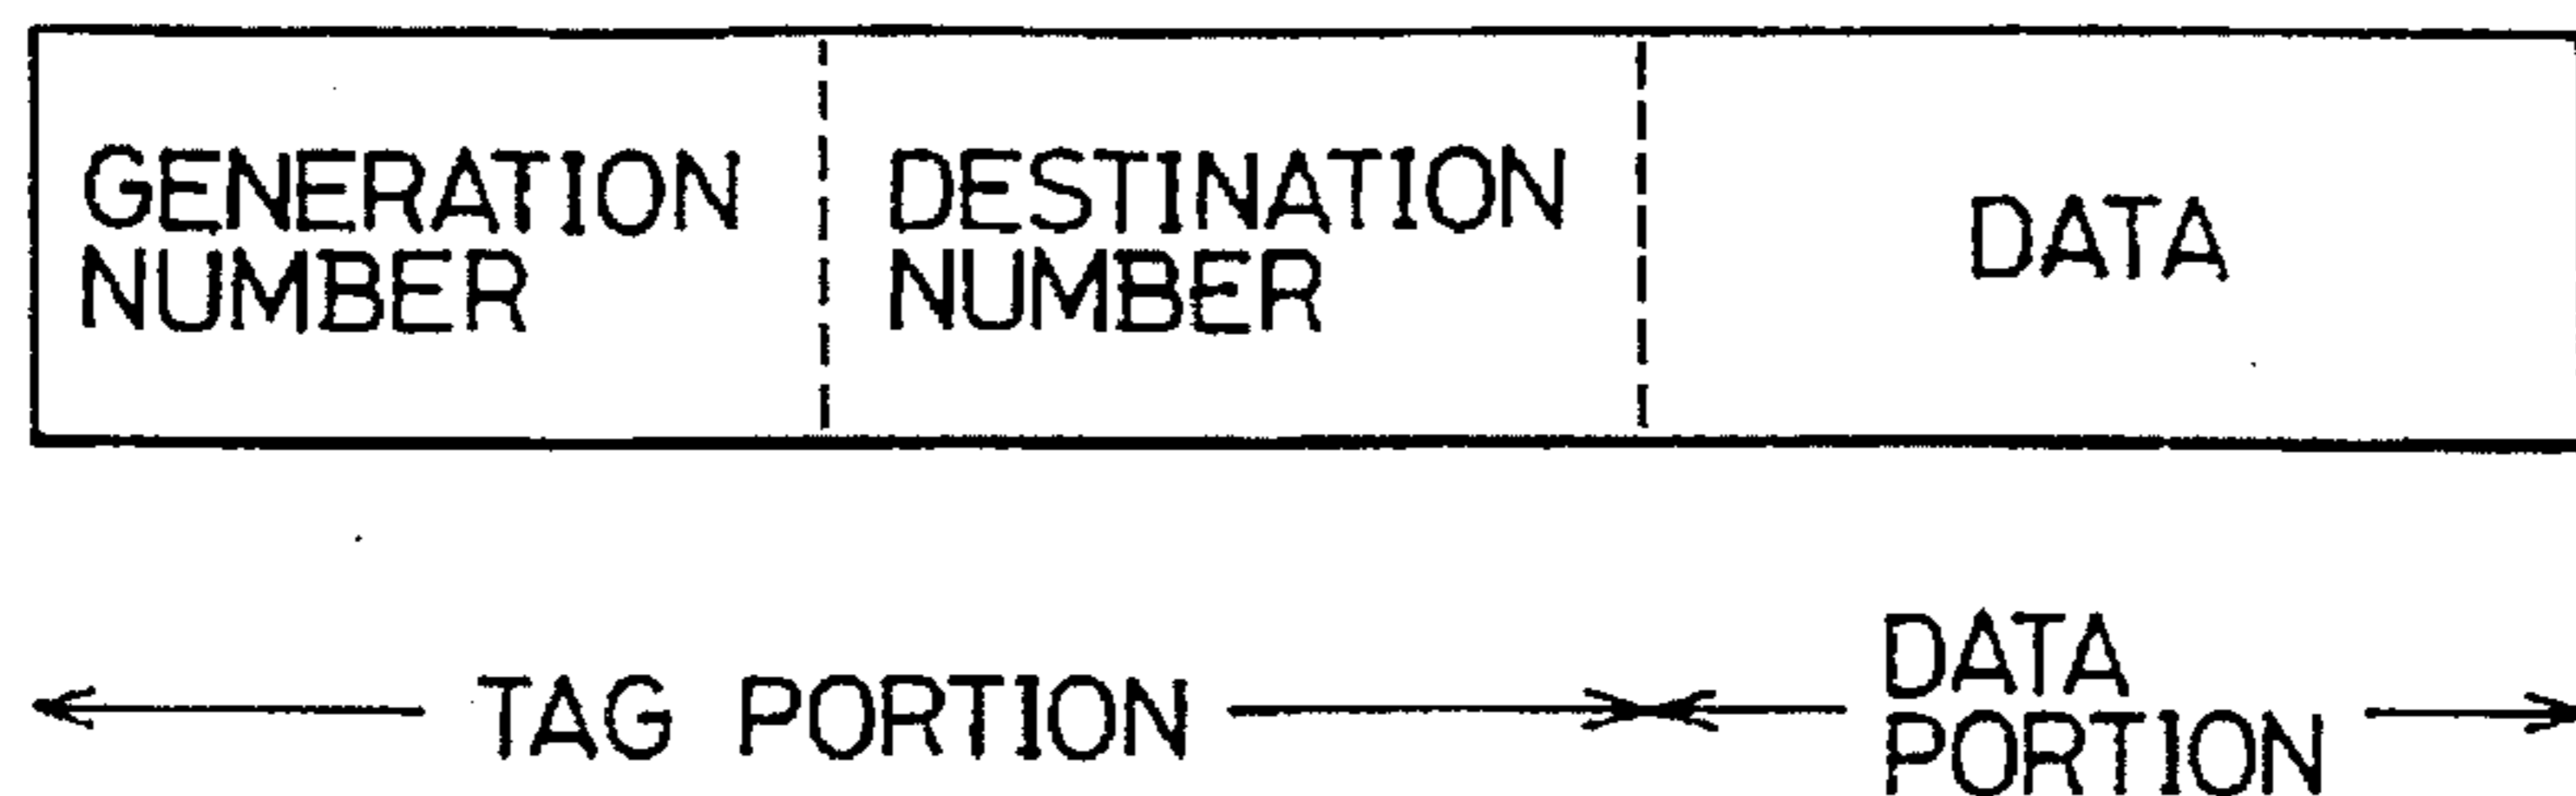 GENERATION
NUMBER
DESTINATION
NUMBER
DATA
TAG PORTION
DATA
PORTION